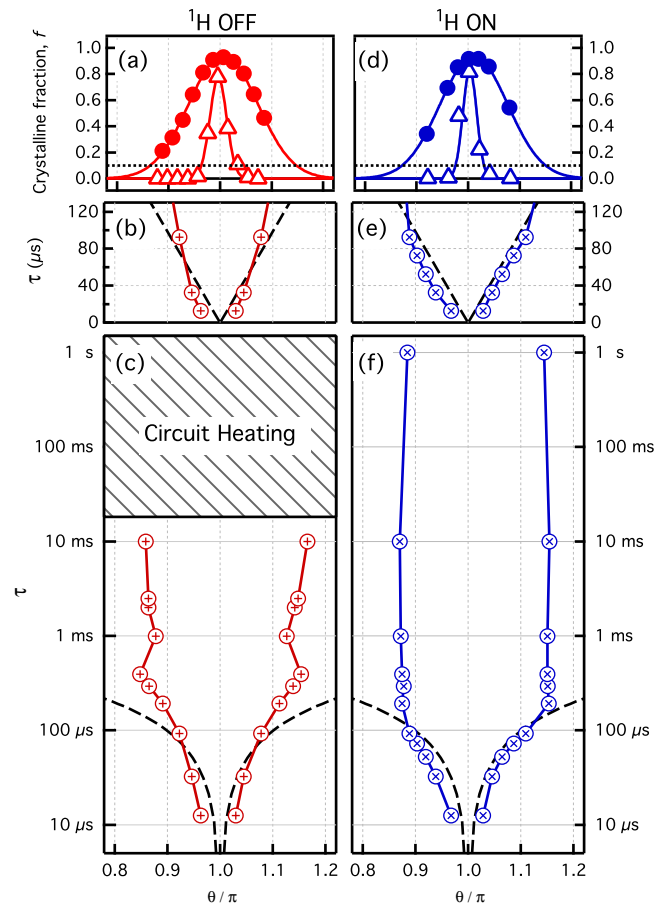 ¹H OFF
¹H ON
(a)
(d)
Crystalline fraction, f
1.0
0.8
0.6
0.4
0.2
0.0
1.0
0.8
0.6
0.4
0.2
0.0
(b)
(e)
τ (µs)
120
80
40
0
120
80
40
0
(c)
(f)
Circuit Heating
τ
1 s
100 ms
10 ms
1 ms
100 µs
10 µs
1 s
100 ms
10 ms
1 ms
100 µs
10 µs
0.8 0.9 1.0 1.1 1.2
0.8 0.9 1.0 1.1 1.2
θ/π
θ/π